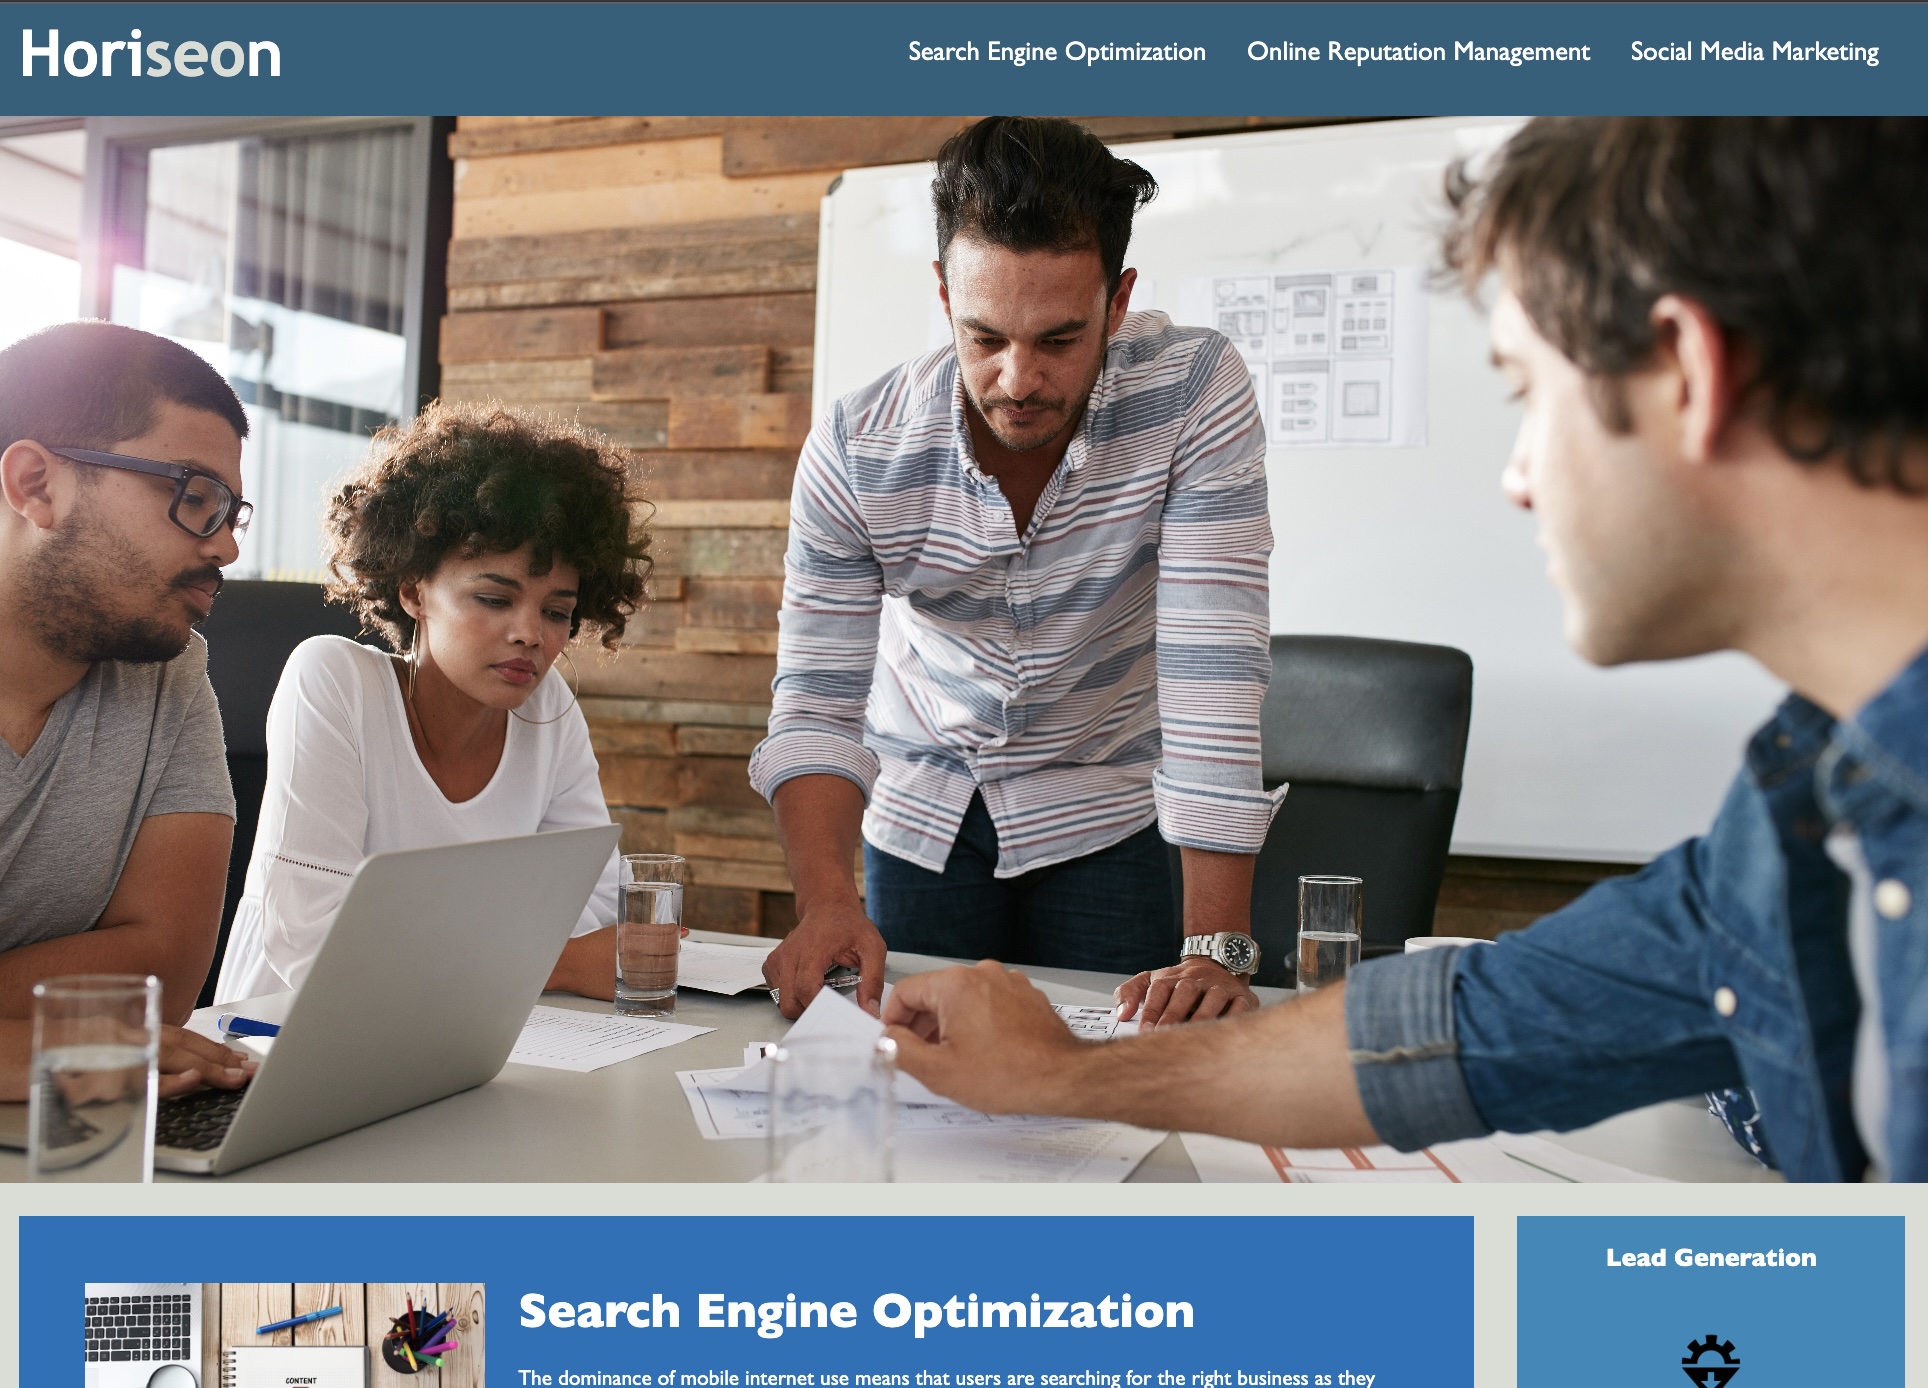 Horiseon
Search Engine Optimization Online Reputation Management Social Media Marketing
Lead Generation
Search Engine Optimization
CONTENT
The dominance of mobile internet use means that users are searching for the right business as they